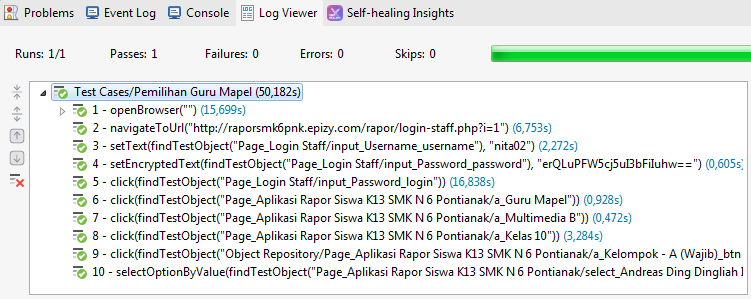 Problems Event Log Console Log Viewer Self-healing Insights
Runs: 1/1 Passes: 1 Failures: 0 Errors: 0 Skips: 0
Test Cases/Pemilihan Guru Mapel (50,182s)
1 - openBrowser("") (15,699s)
2 - navigateToUrl("http://raporsmk6pnk.epizy.com/rapor/login-staff.php?i=1") (6,753s)
3 - setText(findTestObject("Page_Login Staff/input_Username_username"), "nita02") (2,272s)
4 - setEncryptedText(findTestObject("Page_Login Staff/input_Password_password"), "erQLuPFW5cj5uI3bFiIuhw==") (0,605s)
5 - click(findTestObject("Page_Login Staff/input_Password_login")) (16,838s)
6 - click(findTestObject("Page_Aplikasi Rapor Siswa K13 SMK N 6 Pontianak/a_Guru Mapel")) (0,928s)
7 - click(findTestObject("Page_Aplikasi Rapor Siswa K13 SMK N 6 Pontianak/a_Multimedia B")) (0,472s)
8 - click(findTestObject("Page_Aplikasi Rapor Siswa K13 SMK N 6 Pontianak/a_Kelas 10")) (3,284s)
9 - click(findTestObject("Object Repository/Page_Aplikasi Rapor Siswa K13 SMK N 6 Pontianak/a_Kelompok - A (Wajib)_btn
10 - selectOptionByValue(findTestObject("Page_Aplikasi Rapor Siswa K13 SMK N 6 Pontianak/select_Andreas Ding Dingliah